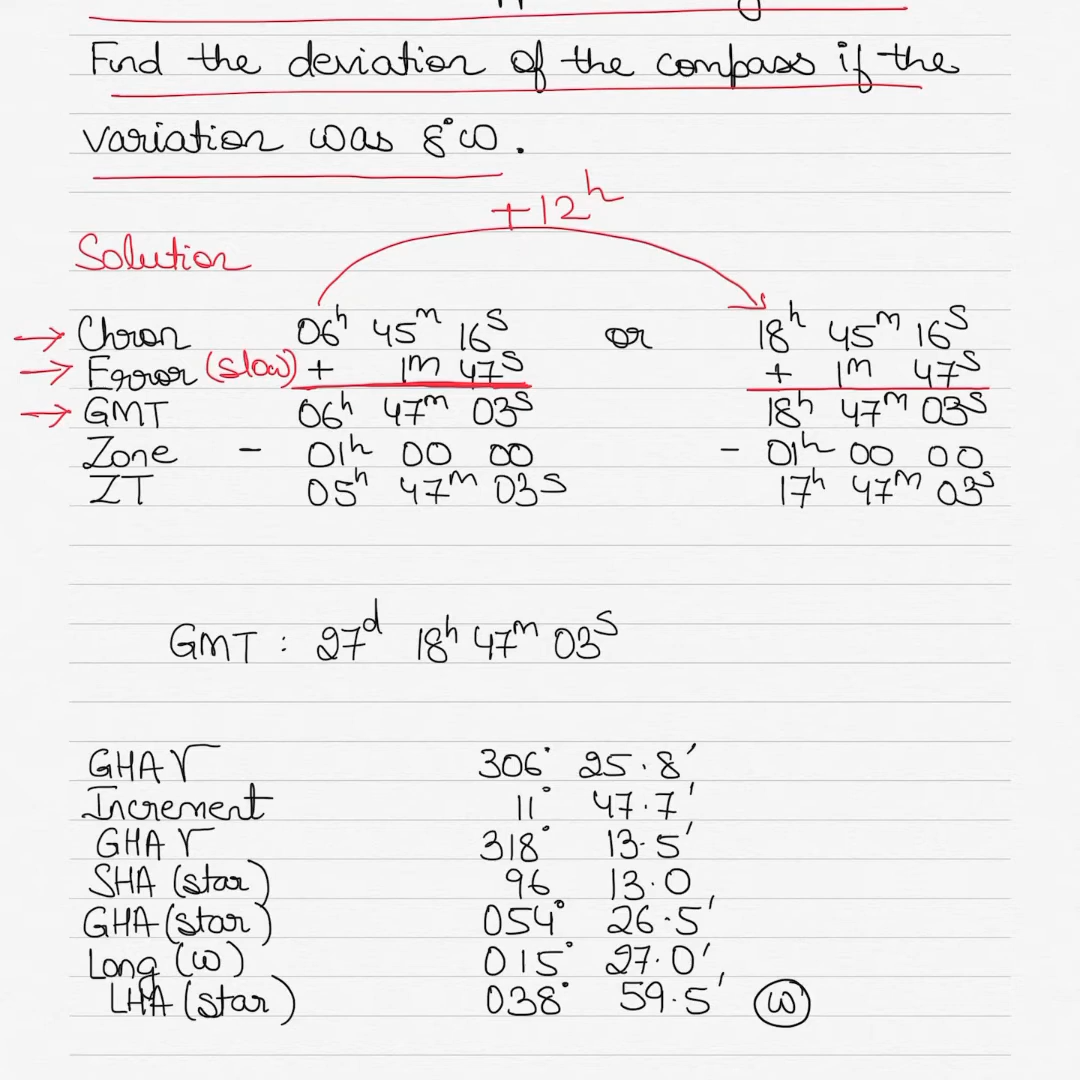 Find the deviation of the compass if the
variation was 8°W.
+12h
Solution
→ Chron 06h 45m 16s or 18h 45m 16s
→ Error (slow) + 1m 47s + 1m 47s
→ GMT 06h 47m 03s 18h 47m 03s
Zone - 01h 00 00 - 01h 00 00
ZT 05h 47m 03s 17h 47m 03s
GMT : 27d 18h 47m 03s
GHA ϒ 306° 25.8'
Increment 11° 47.7'
GHA ϒ 318° 13.5'
SHA (star) 96 13.0
GHA (star) 054° 26.5'
Long (W) 015° 27.0'
LHA (star) 038° 59.5' W